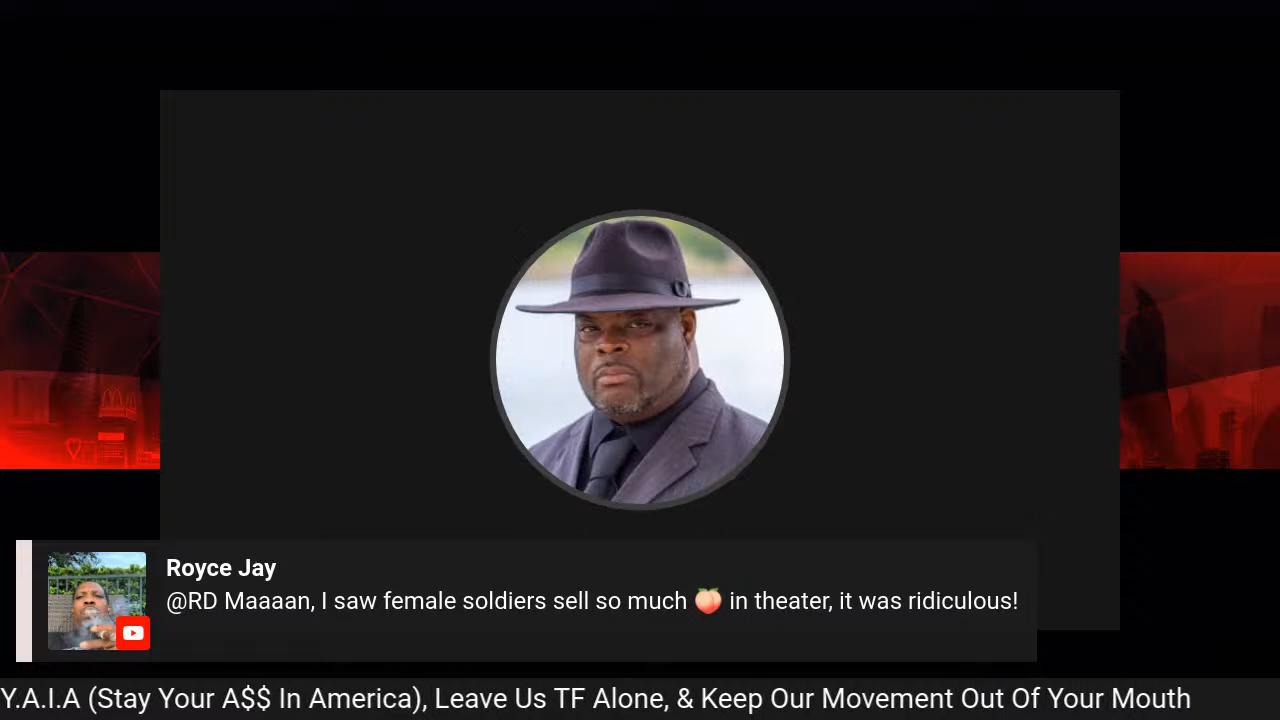 Royce Jay
@RD Maaaan, I saw female soldiers sell so much 🍑 in theater, it was ridiculous!
Y.A.I.A (Stay Your A$$ In America), Leave Us TF Alone, & Keep Our Movement Out Of Your Mouth